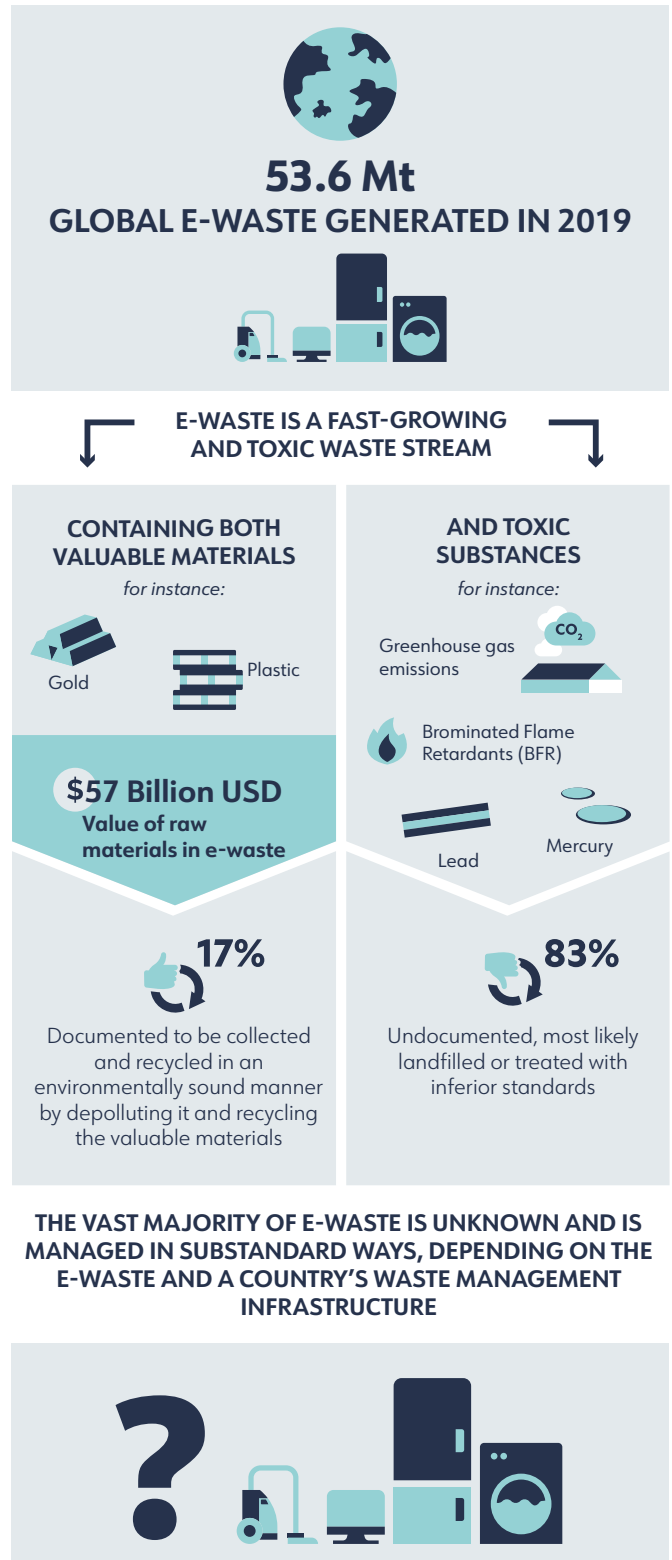 53.6 Mt
GLOBAL E-WASTE GENERATED IN 2019
E-WASTE IS A FAST-GROWING
AND TOXIC WASTE STREAM
CONTAINING BOTH
VALUABLE MATERIALS
for instance:
Gold
Plastic
$57 Billion USD
Value of raw
materials in e-waste
17%
Documented to be collected
and recycled in an
environmentally sound manner
by depolluting it and recycling
the valuable materials
AND TOXIC
SUBSTANCES
for instance:
CO₂
Greenhouse gas
emissions
Brominated Flame
Retardants (BFR)
Lead
Mercury
83%
Undocumented, most likely
landfilled or treated with
inferior standards
THE VAST MAJORITY OF E-WASTE IS UNKNOWN AND IS
MANAGED IN SUBSTANDARD WAYS, DEPENDING ON THE
E-WASTE AND A COUNTRY’S WASTE MANAGEMENT
INFRASTRUCTURE
?